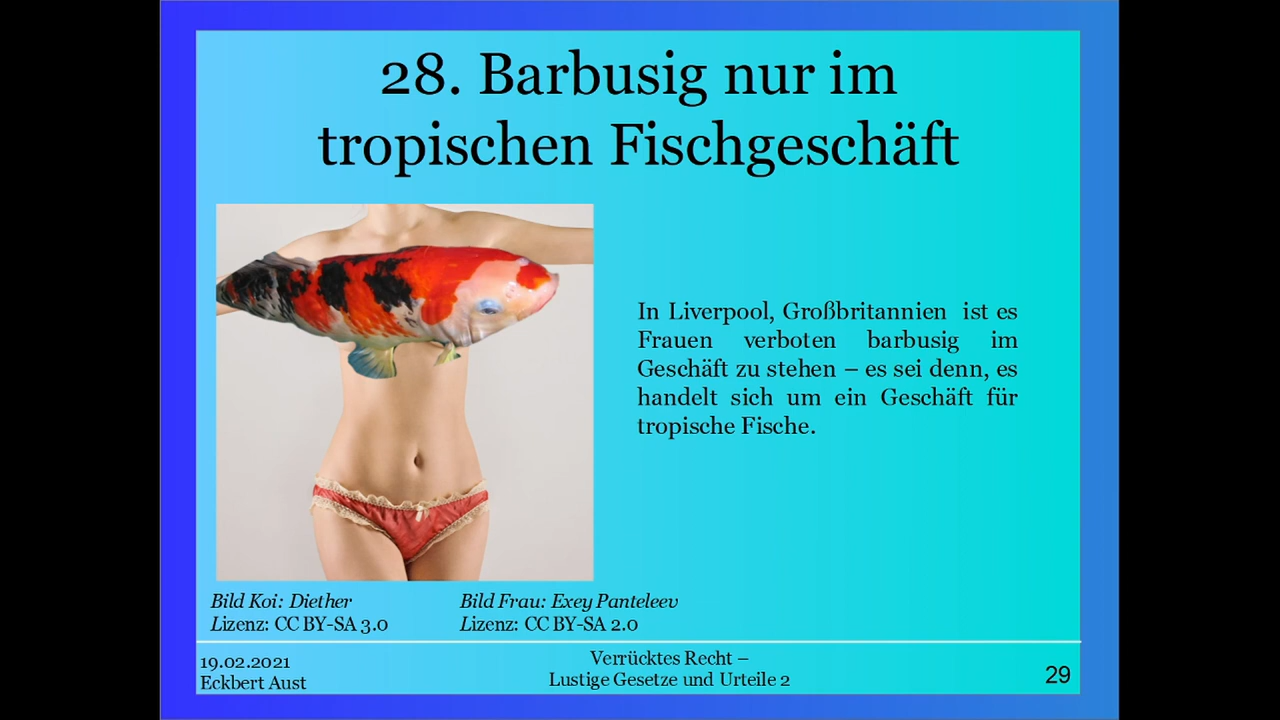 28. Barbusig nur im
tropischen Fischgeschäft
In Liverpool, Großbritannien ist es
Frauen verboten barbusig im
Geschäft zu stehen – es sei denn, es
handelt sich um ein Geschäft für
tropische Fische.
Bild Koi: Diether
Lizenz: CC BY-SA 3.0
Bild Frau: Exey Panteleev
Lizenz: CC BY-SA 2.0
19.02.2021
Eckbert Aust
Verrücktes Recht –
Lustige Gesetze und Urteile 2
29